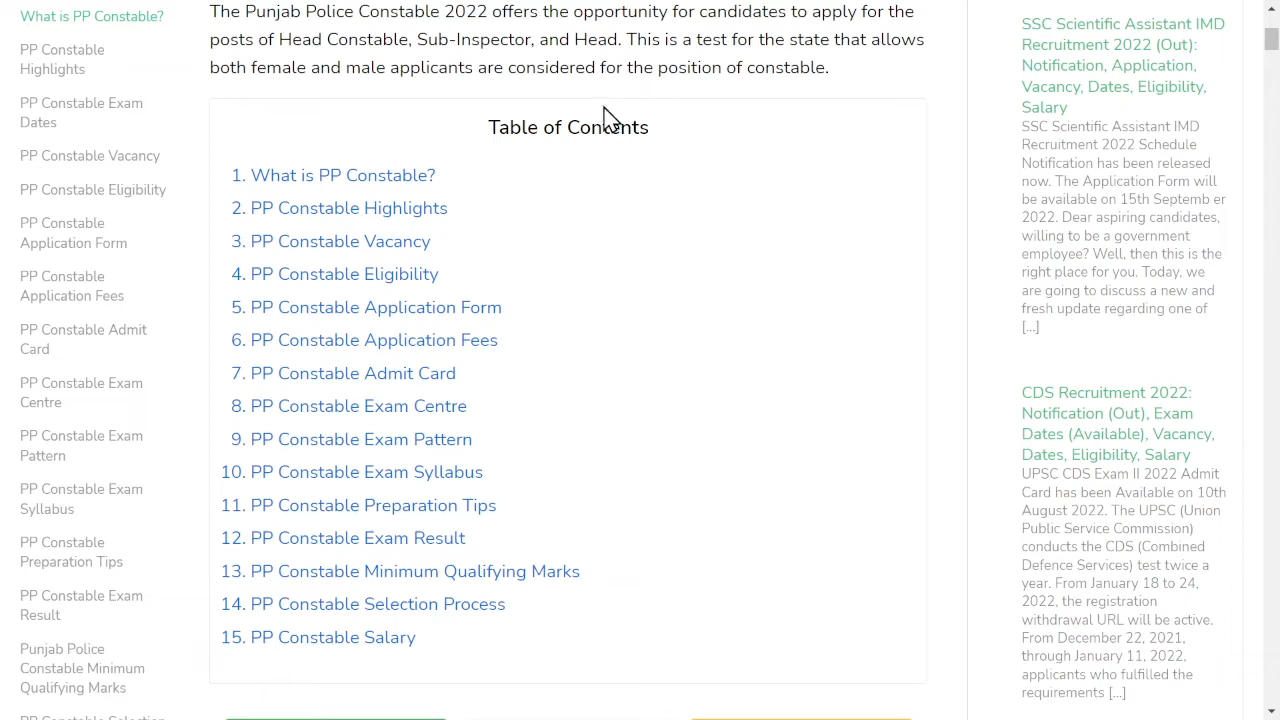 What is PP Constable?
PP Constable
Highlights
PP Constable Exam
Dates
PP Constable Vacancy
PP Constable Eligibility
PP Constable
Application Form
PP Constable
Application Fees
PP Constable Admit
Card
PP Constable Exam
Centre
PP Constable Exam
Pattern
PP Constable Exam
Syllabus
PP Constable
Preparation Tips
PP Constable Exam
Result
Punjab Police
Constable Minimum
Qualifying Marks
PP Constable Selection
The Punjab Police Constable 2022 offers the opportunity for candidates to apply for the
posts of Head Constable, Sub-Inspector, and Head. This is a test for the state that allows
both female and male applicants are considered for the position of constable.
Table of Contents
1. What is PP Constable?
2. PP Constable Highlights
3. PP Constable Vacancy
4. PP Constable Eligibility
5. PP Constable Application Form
6. PP Constable Application Fees
7. PP Constable Admit Card
8. PP Constable Exam Centre
9. PP Constable Exam Pattern
10. PP Constable Exam Syllabus
11. PP Constable Preparation Tips
12. PP Constable Exam Result
13. PP Constable Minimum Qualifying Marks
14. PP Constable Selection Process
15. PP Constable Salary
SSC Scientific Assistant IMD
Recruitment 2022 (Out):
Notification, Application,
Vacancy, Dates, Eligibility,
Salary
SSC Scientific Assistant IMD
Recruitment 2022 Schedule
Notification has been released
now. The Application Form will
be available on 15th Septemb er
2022. Dear aspiring candidates,
willing to be a government
employee? Well, then this is the
right place for you. Today, we
are going to discuss a new and
fresh update regarding one of
[...]
CDS Recruitment 2022:
Notification (Out), Exam
Dates (Available), Vacancy,
Dates, Eligibility, Salary
UPSC CDS Exam II 2022 Admit
Card has been Available on 10th
August 2022. The UPSC (Union
Public Service Commission)
conducts the CDS (Combined
Defence Services) test twice a
year. From January 18 to 24,
2022, the registration
withdrawal URL will be active.
From December 22, 2021,
through January 11, 2022,
applicants who fulfilled the
requirements [...]